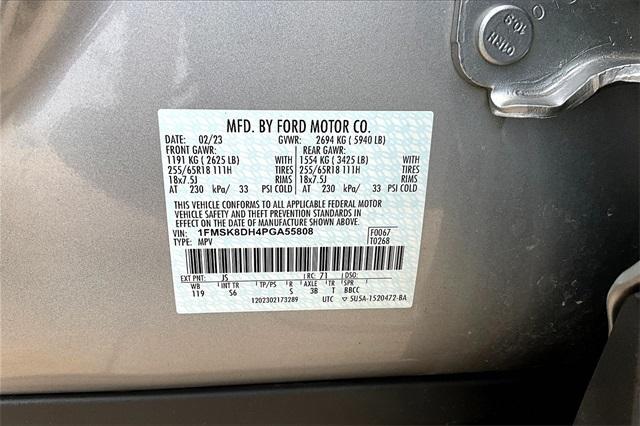 OIRH 10.9
MFD. BY FORD MOTOR CO.
DATE: 02/23 GVWR: 2694 KG ( 5940 LB)
FRONT GAWR: REAR GAWR:
1191 KG ( 2625 LB) WITH 1554 KG ( 3425 LB) WITH
255/65R18 111H TIRES 255/65R18 111H TIRES
18x7.5J RIMS 18x7.5J RIMS
AT 230 kPa/ 33 PSI COLD AT 230 kPa/ 33 PSI COLD
THIS VEHICLE CONFORMS TO ALL APPLICABLE FEDERAL MOTOR
VEHICLE SAFETY AND THEFT PREVENTION STANDARDS IN
EFFECT ON THE DATE OF MANUFACTURE SHOWN ABOVE.
VIN: 1FMSK8DH4PGA55808 F0067
TYPE: MPV T0268
EXT PNT: JS RC: 71 DSO:
WB INT TR TP/PS R AXLE TR SPR
119 S6 S 3B T BBCC
1202302173289 UTC 5U5A-1520472-BA